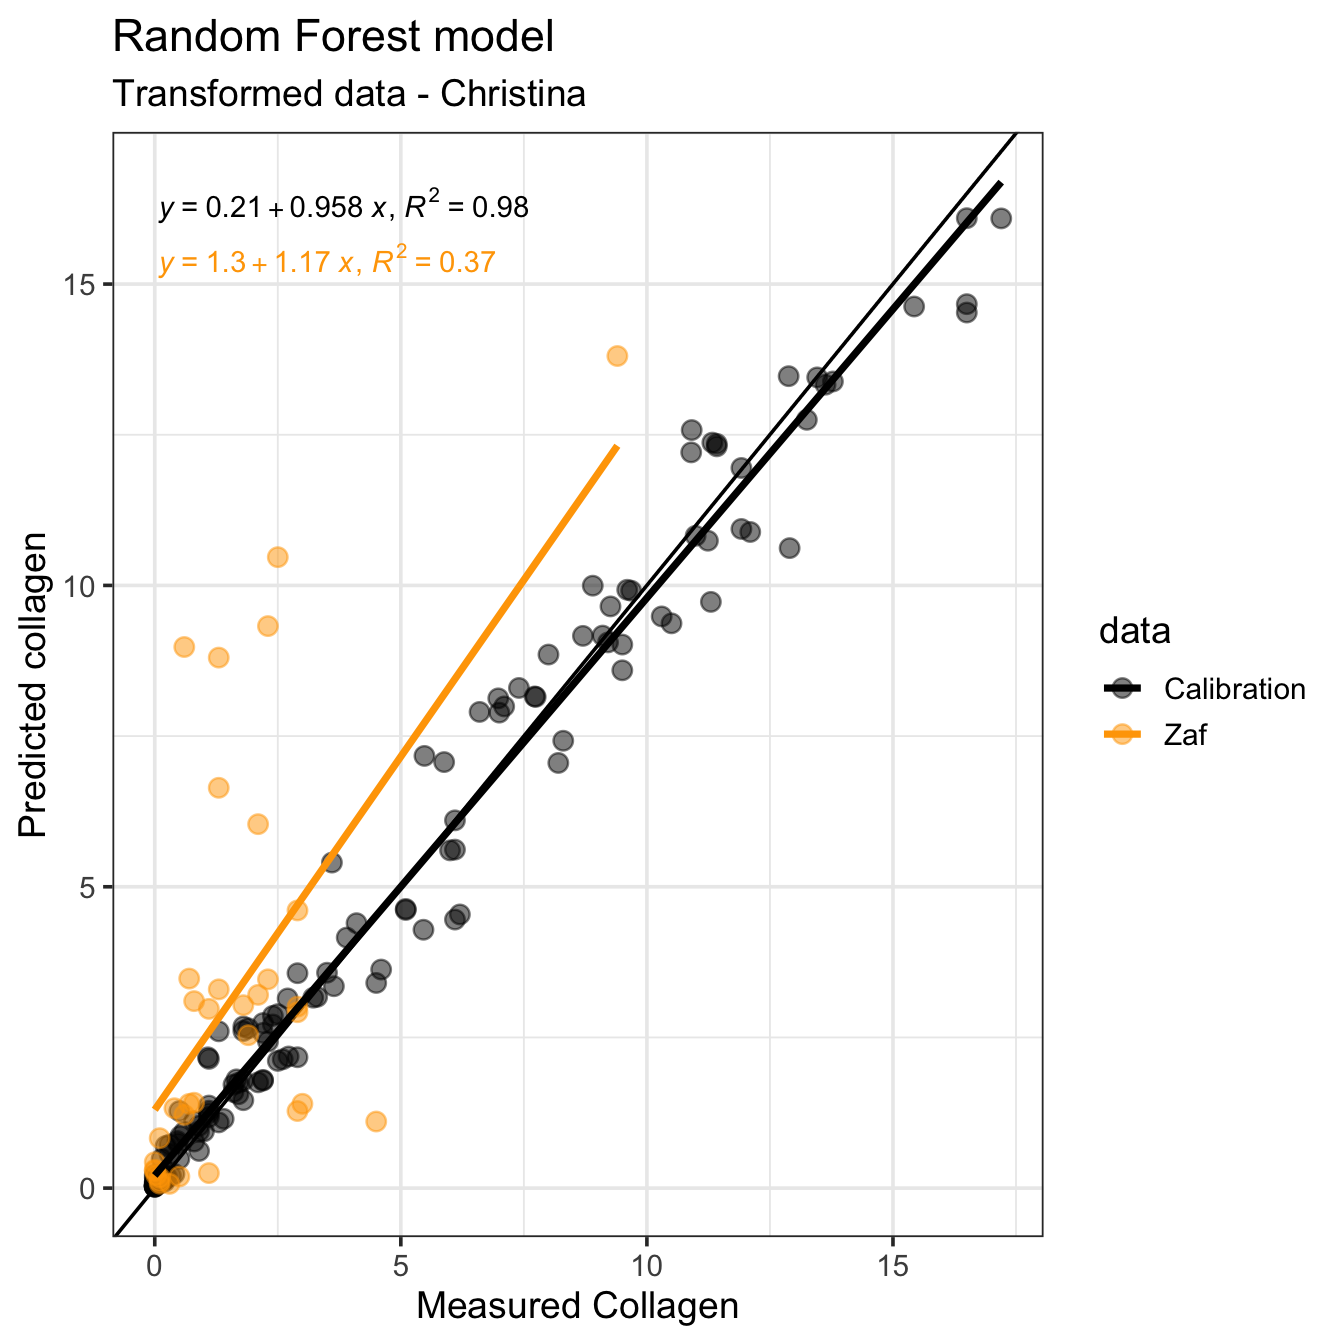 Random Forest model
Transformed data - Christina
y = 0.21 + 0.958 x, R² = 0.98
y = 1.3 + 1.17 x, R² = 0.37
15
10
5
0
Predicted collagen
0 5 10 15
Measured Collagen
data
Calibration
Zaf